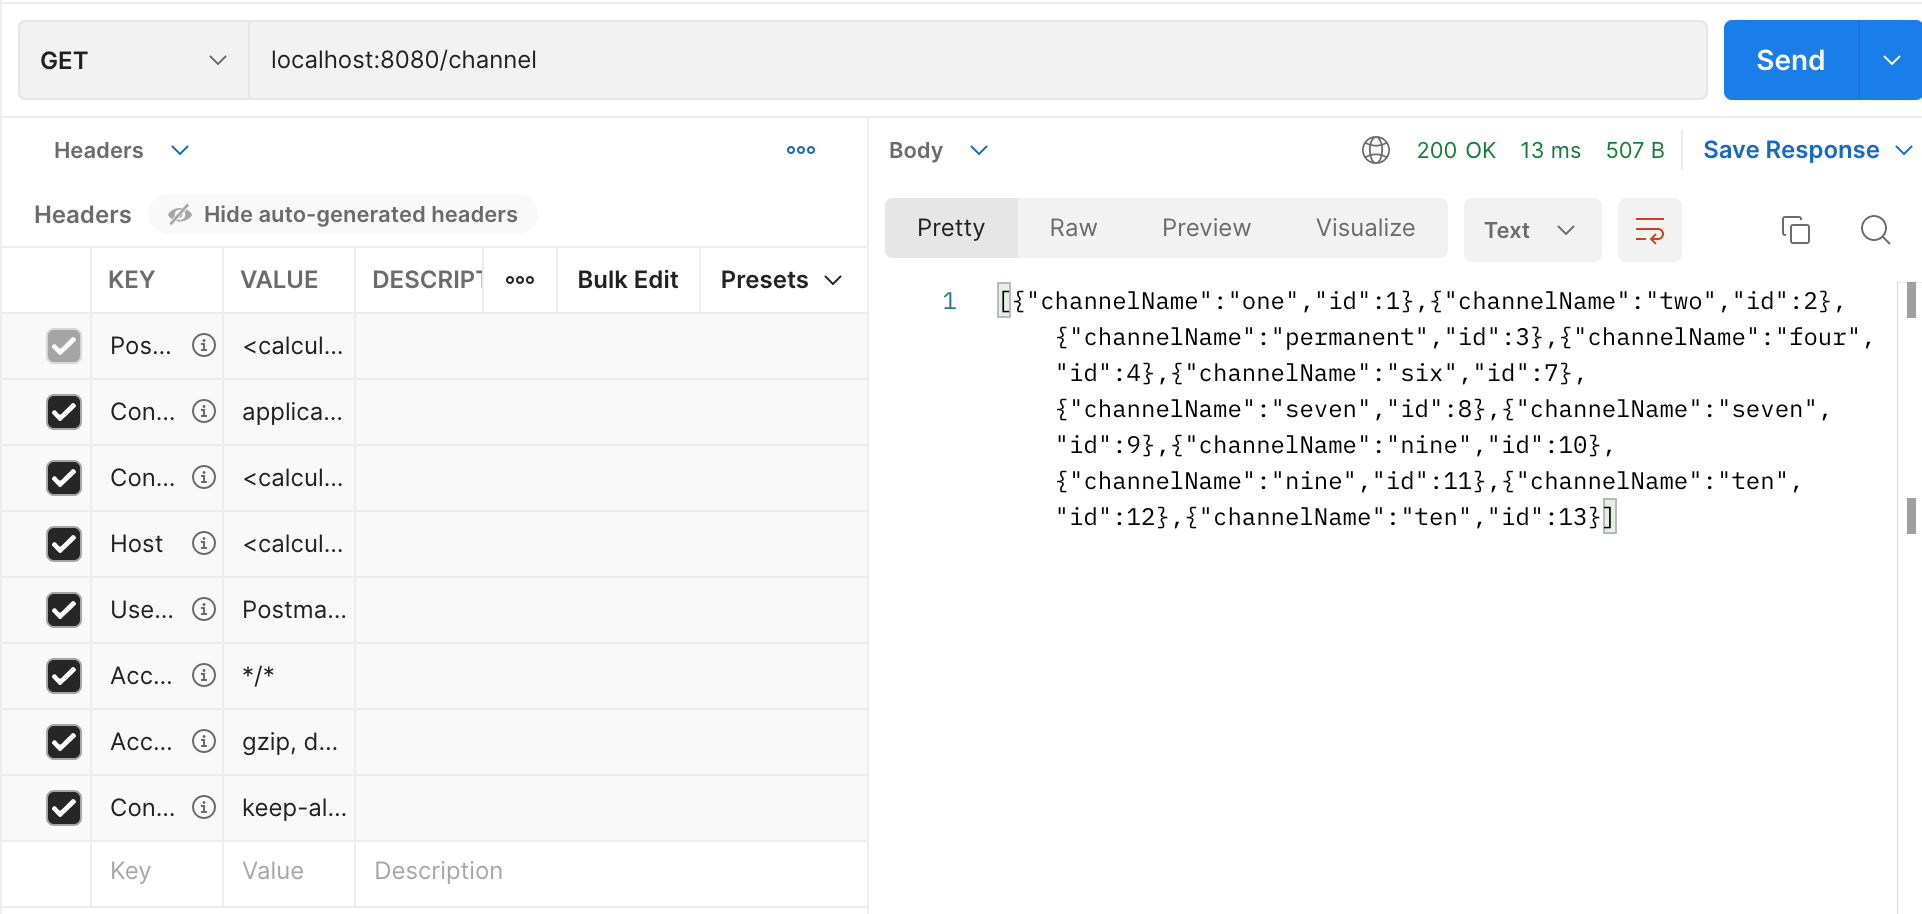 GET
localhost:8080/channel
Send
Headers
Body
200 OK
13 ms
507 B
Save Response
Headers
Hide auto-generated headers
Pretty
Raw
Preview
Visualize
Text
KEY
VALUE
DESCRIPT
Bulk Edit
Presets
Pos...
<calcul...
Con...
applica...
Con...
<calcul...
Host
<calcul...
Use...
Postma...
Acc...
*/*
Acc...
gzip, d...
Con...
keep-al...
Key
Value
Description
1
[{"channelName":"one","id":1},{"channelName":"two","id":2},
{"channelName":"permanent","id":3},{"channelName":"four",
"id":4},{"channelName":"six","id":7},
{"channelName":"seven","id":8},{"channelName":"seven",
"id":9},{"channelName":"nine","id":10},
{"channelName":"nine","id":11},{"channelName":"ten",
"id":12},{"channelName":"ten","id":13}]